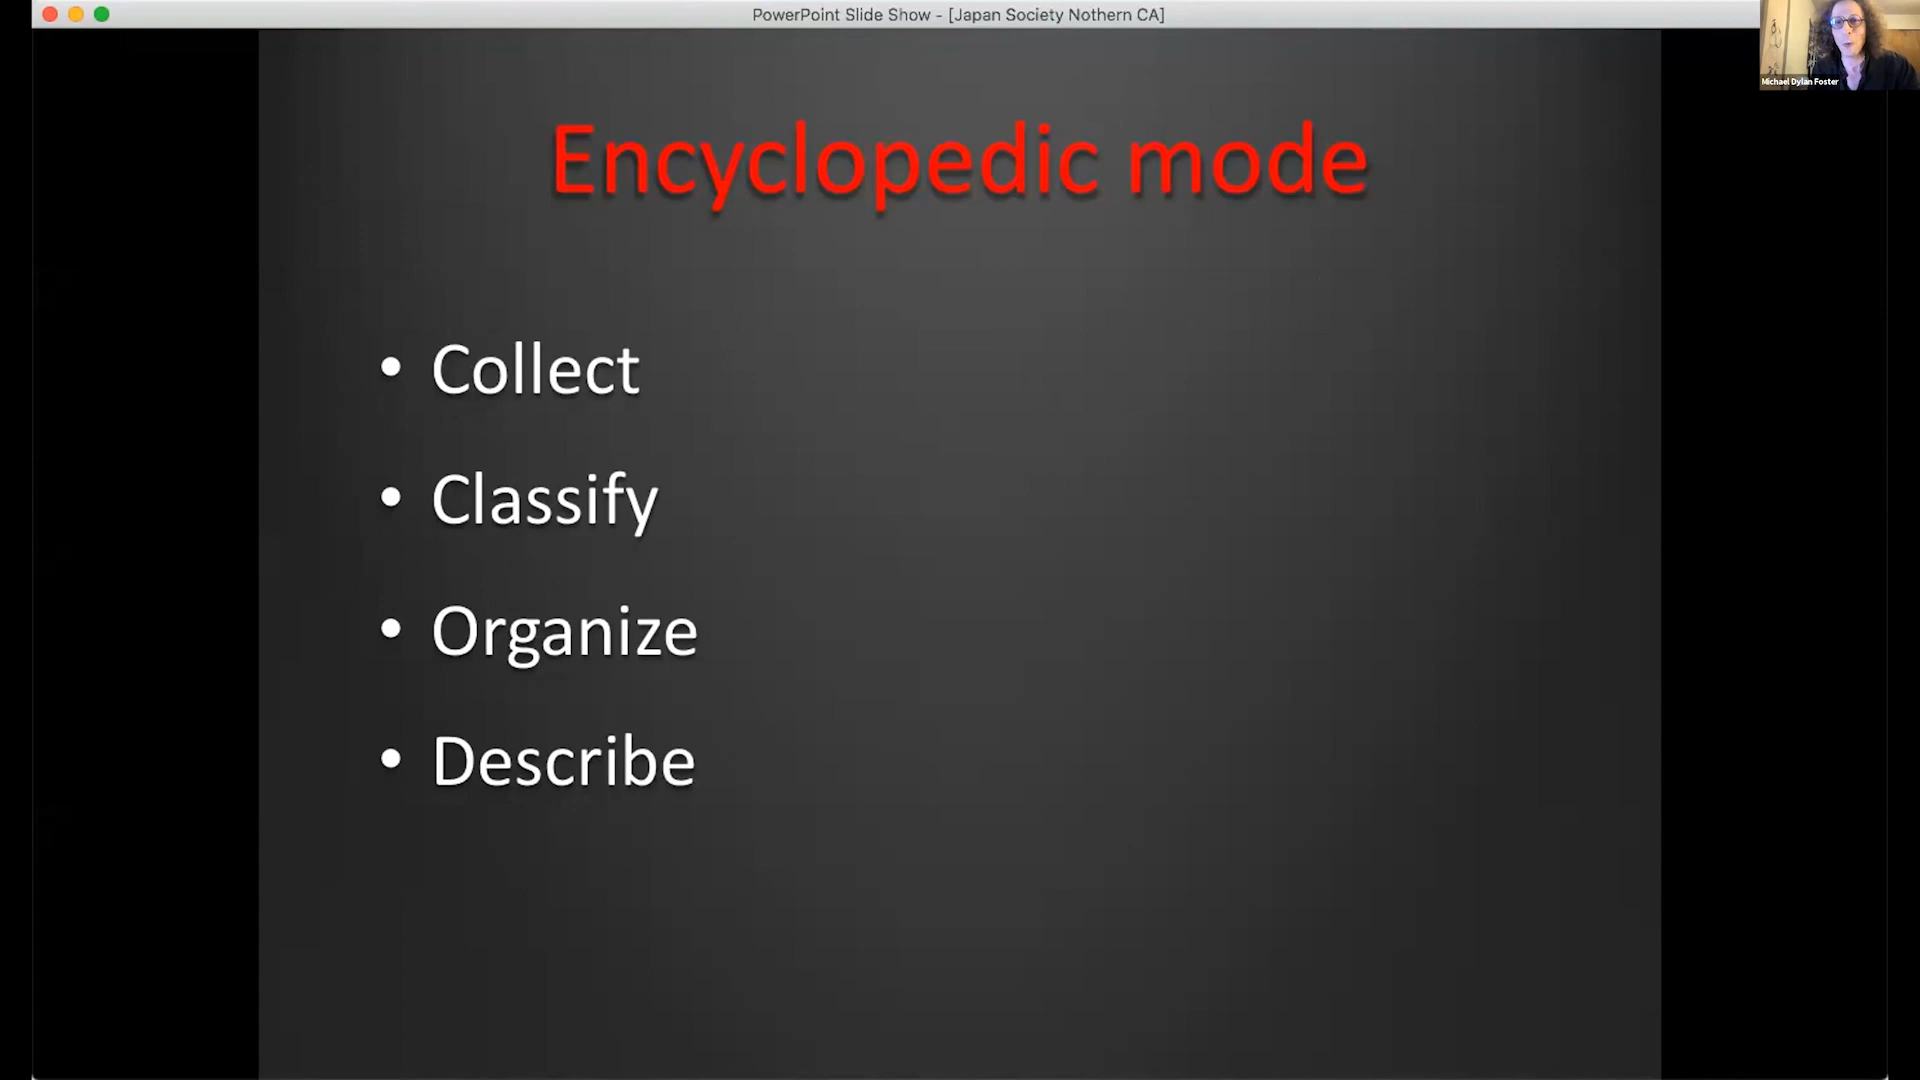 PowerPoint Slide Show - [Japan Society Nothern CA]
Michael Dylan Foster
Encyclopedic mode
• Collect
• Classify
• Organize
• Describe